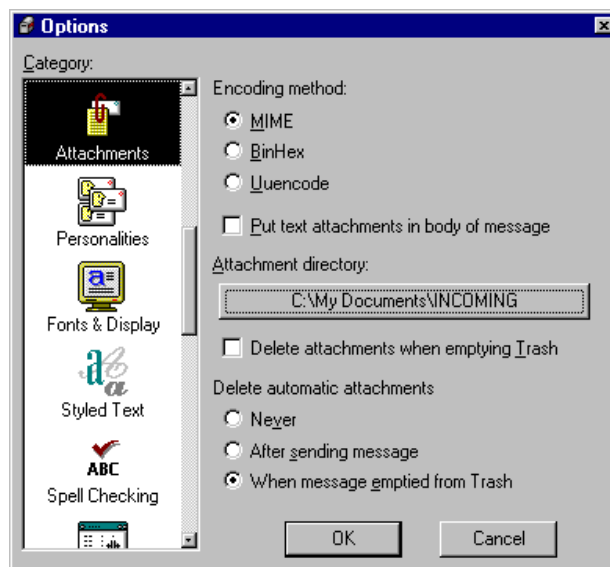 Options
Category:
Attachments
Personalities
Fonts & Display
Styled Text
ABC
Spell Checking
Encoding method:
MIME
BinHex
Uuencode
Put text attachments in body of message
Attachment directory:
C:\My Documents\INCOMING
Delete attachments when emptying Trash
Delete automatic attachments
Never
After sending message
When message emptied from Trash
OK
Cancel